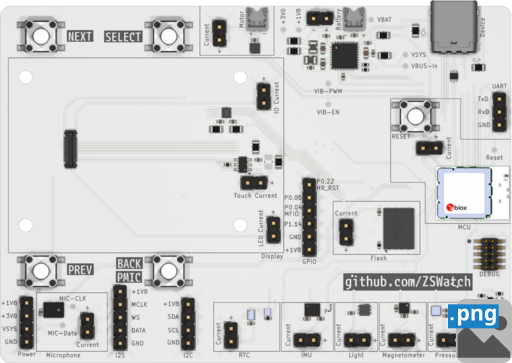 NEXT
SELECT
Current
Motor
+3V0
+1V8
Battery
VBAT
Device
VSYS
VBUS-In
IO Current
VIB-PWM
VIB-EN
UART
TxD
RxD
GND
RESET
Current
Reset
Touch Current
P0.22
HR_RST
P0.05
P0.04
MFIO
P1.14
GND
+1V8
GPIO
LED Current
Display
Current
Flash
ublox
MCU
DEBUG
PREV
BACK
github.com/ZSWatch
+1V8
+3V0
VSYS
GND
Power
MIC-CLK
MIC-Data
Current
Microphone
+1V8
MCLK
WS
DATA
GND
I2S
+1V8
SDA
SCL
GND
I2C
Current
RTC
Current
IMU
Current
Light
Current
Magnetometer
Current
.png